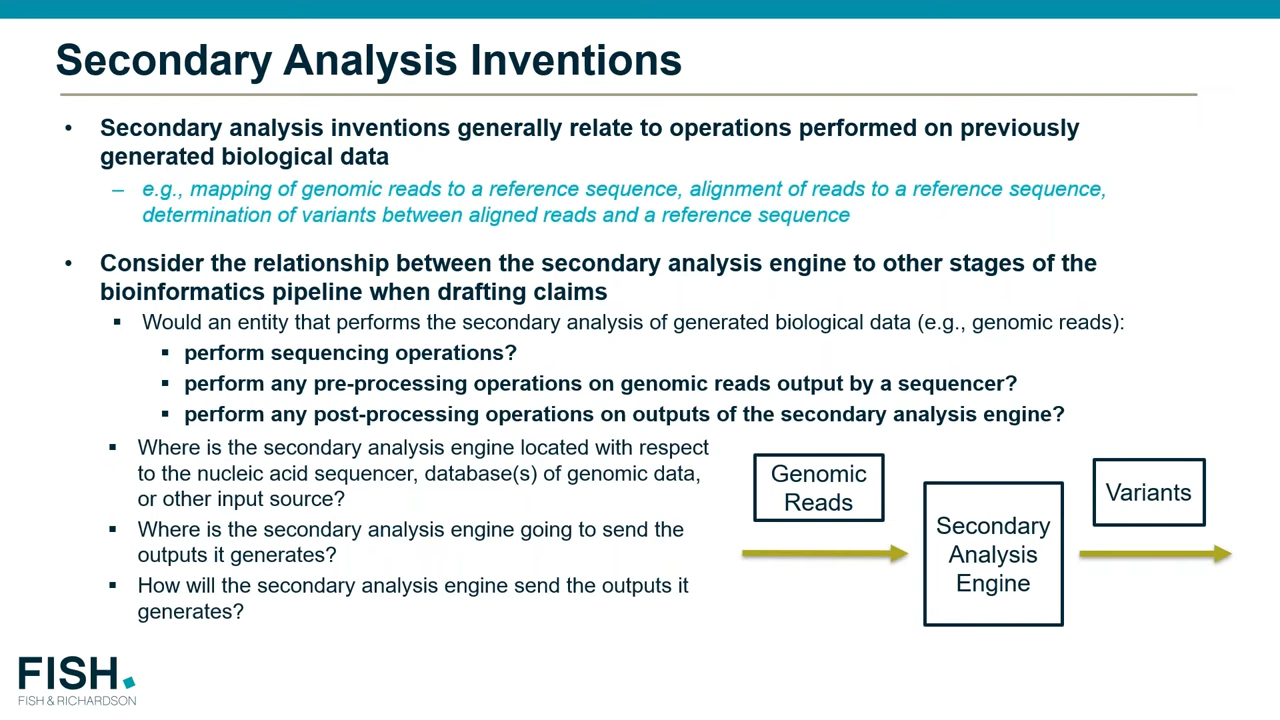 Secondary Analysis Inventions
• Secondary analysis inventions generally relate to operations performed on previously
generated biological data
– e.g., mapping of genomic reads to a reference sequence, alignment of reads to a reference sequence,
determination of variants between aligned reads and a reference sequence
• Consider the relationship between the secondary analysis engine to other stages of the
bioinformatics pipeline when drafting claims
▪ Would an entity that performs the secondary analysis of generated biological data (e.g., genomic reads):
▪ perform sequencing operations?
▪ perform any pre-processing operations on genomic reads output by a sequencer?
▪ perform any post-processing operations on outputs of the secondary analysis engine?
▪ Where is the secondary analysis engine located with respect
to the nucleic acid sequencer, database(s) of genomic data,
or other input source?
▪ Where is the secondary analysis engine going to send the
outputs it generates?
▪ How will the secondary analysis engine send the outputs it
generates?
Genomic
Reads
Secondary
Analysis
Engine
Variants
FISH.
FISH & RICHARDSON